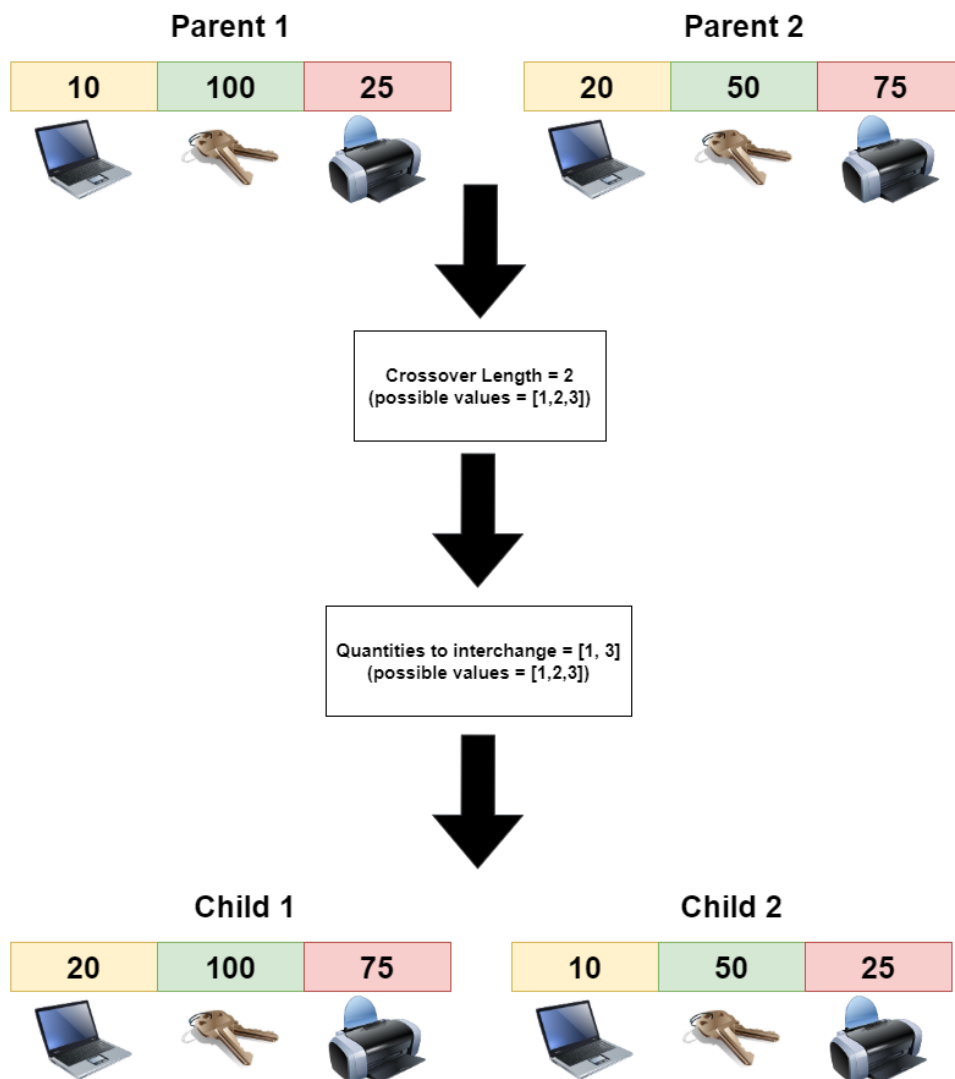 Parent 1
Parent 2
10 100 25
20 50 75
Crossover Length = 2
(possible values = [1,2,3])
Quantities to interchange = [1, 3]
(possible values = [1,2,3])
Child 1
Child 2
20 100 75
10 50 25